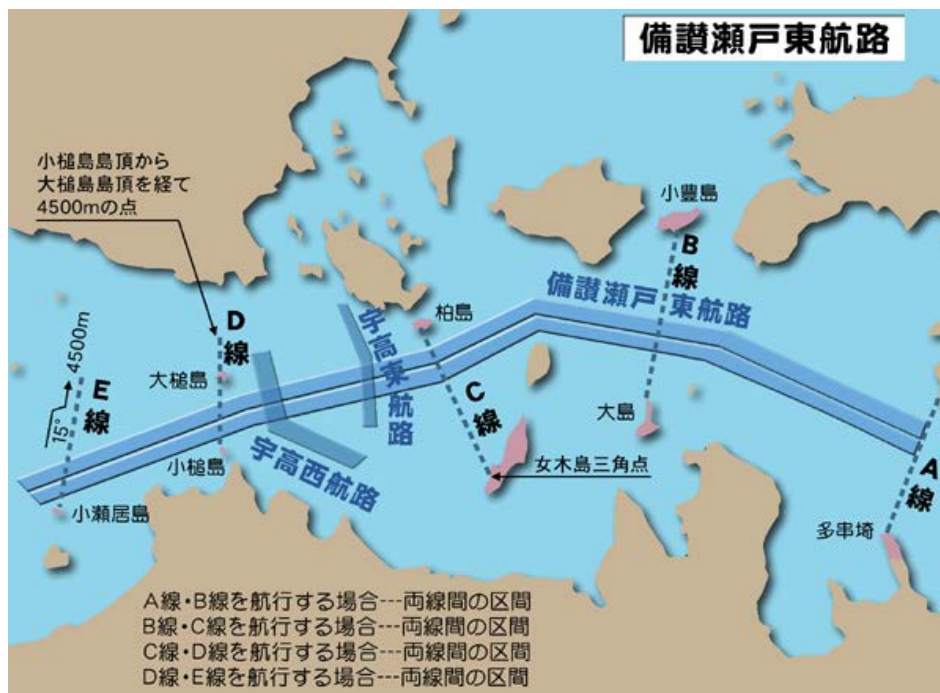 備讃瀬戸東航路
小槌島島頂から
大槌島島頂を経て
4500mの点
小豊島
B線
備讃瀬戸東航路
柏島
D線
宇高東航路
4500m
大槌島
E線
15°
C線
大島
宇高西航路
小槌島
女木島三角点
A線
小瀬居島
多串埼
A線・B線を航行する場合---両線間の区間
B線・C線を航行する場合---両線間の区間
C線・D線を航行する場合---両線間の区間
D線・E線を航行する場合---両線間の区間